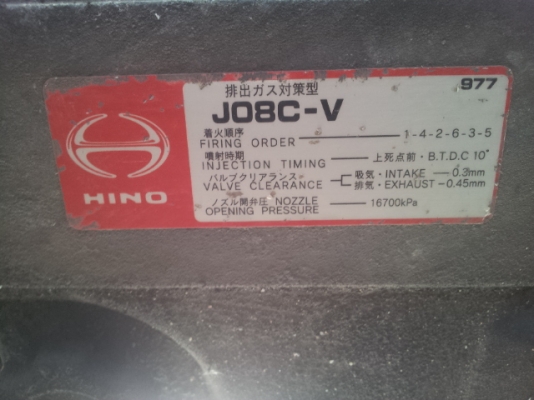 977
排出ガス対策型
J08C-V
着火順序
FIRING ORDER 1-4-2-6-3-5
噴射時期
INJECTION TIMING 上死点前・B.T.D.C 10°
バルブクリアランス
VALVE CLEARANCE
吸気・INTAKE 0.3mm
排気・EXHAUST 0.45mm
ノズル開弁圧 NOZZLE
OPENING PRESSURE 16700kPa
HINO